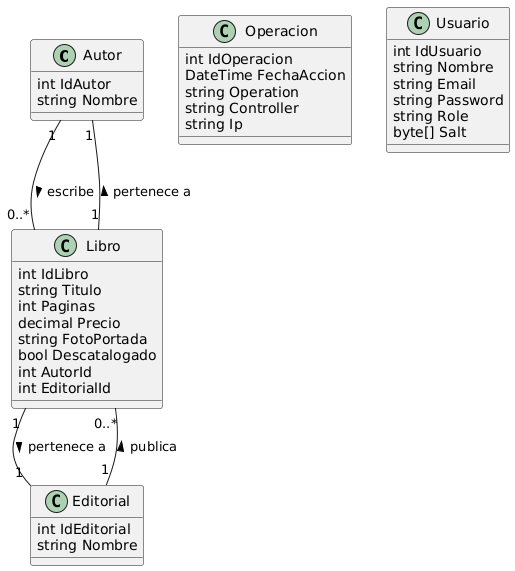 C Autor
int IdAutor
string Nombre
C Operacion
int IdOperacion
DateTime FechaAccion
string Operation
string Controller
string Ip
C Usuario
int IdUsuario
string Nombre
string Email
string Password
string Role
byte[] Salt
1
1
escribe
pertenece a
0..*
1
C Libro
int IdLibro
string Titulo
int Paginas
decimal Precio
string FotoPortada
bool Descatalogado
int AutorId
int EditorialId
1
0..*
pertenece a
publica
1
1
C Editorial
int IdEditorial
string Nombre